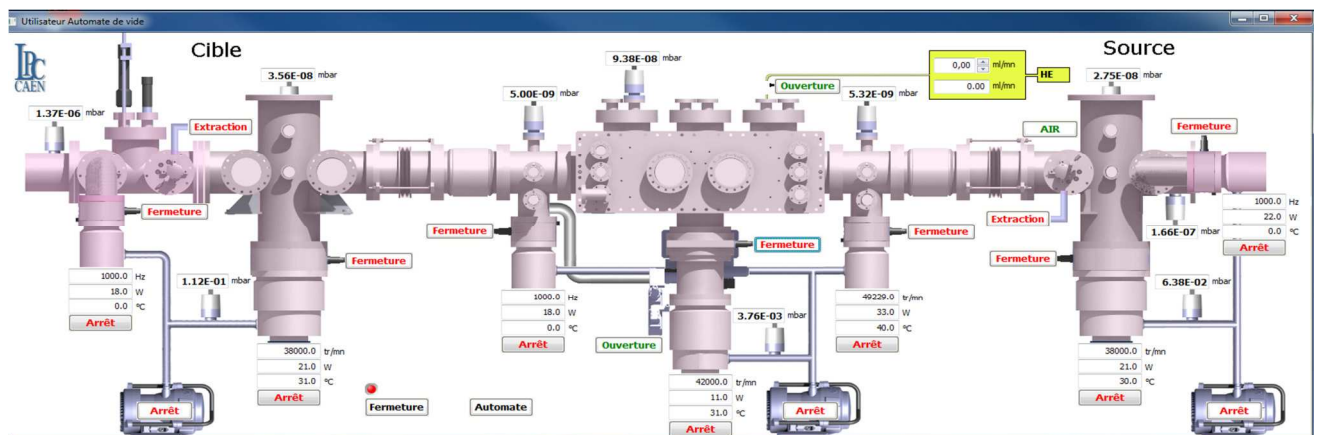 Utilisateur Automate de vide
LPC
CAEN
Cible
Source
3.56E-08 mbar
9.38E-08 mbar
0,00 ml/mn
0.00 ml/mn
HE
2.75E-08 mbar
Ouverture
1.37E-06 mbar
5.00E-09 mbar
5.32E-09 mbar
Extraction
AIR
Fermeture
Fermeture
Fermeture
Fermeture
Fermeture
Fermeture
Extraction
Fermeture
1.66E-07 mbar
1000.0 Hz
22.0 W
0.0 °C
Arrêt
1000.0 Hz
18.0 W
0.0 °C
Arrêt
1.12E-01 mbar
1000.0 Hz
18.0 W
0.0 °C
Arrêt
Ouverture
3.76E-03 mbar
49229.0 tr/mn
33.0 W
40.0 °C
Arrêt
6.38E-02 mbar
38000.0 tr/mn
21.0 W
31.0 °C
Arrêt
42000.0 tr/mn
11.0 W
31.0 °C
Arrêt
38000.0 tr/mn
21.0 W
30.0 °C
Arrêt
Arrêt
Fermeture
Automate
Arrêt
Arrêt